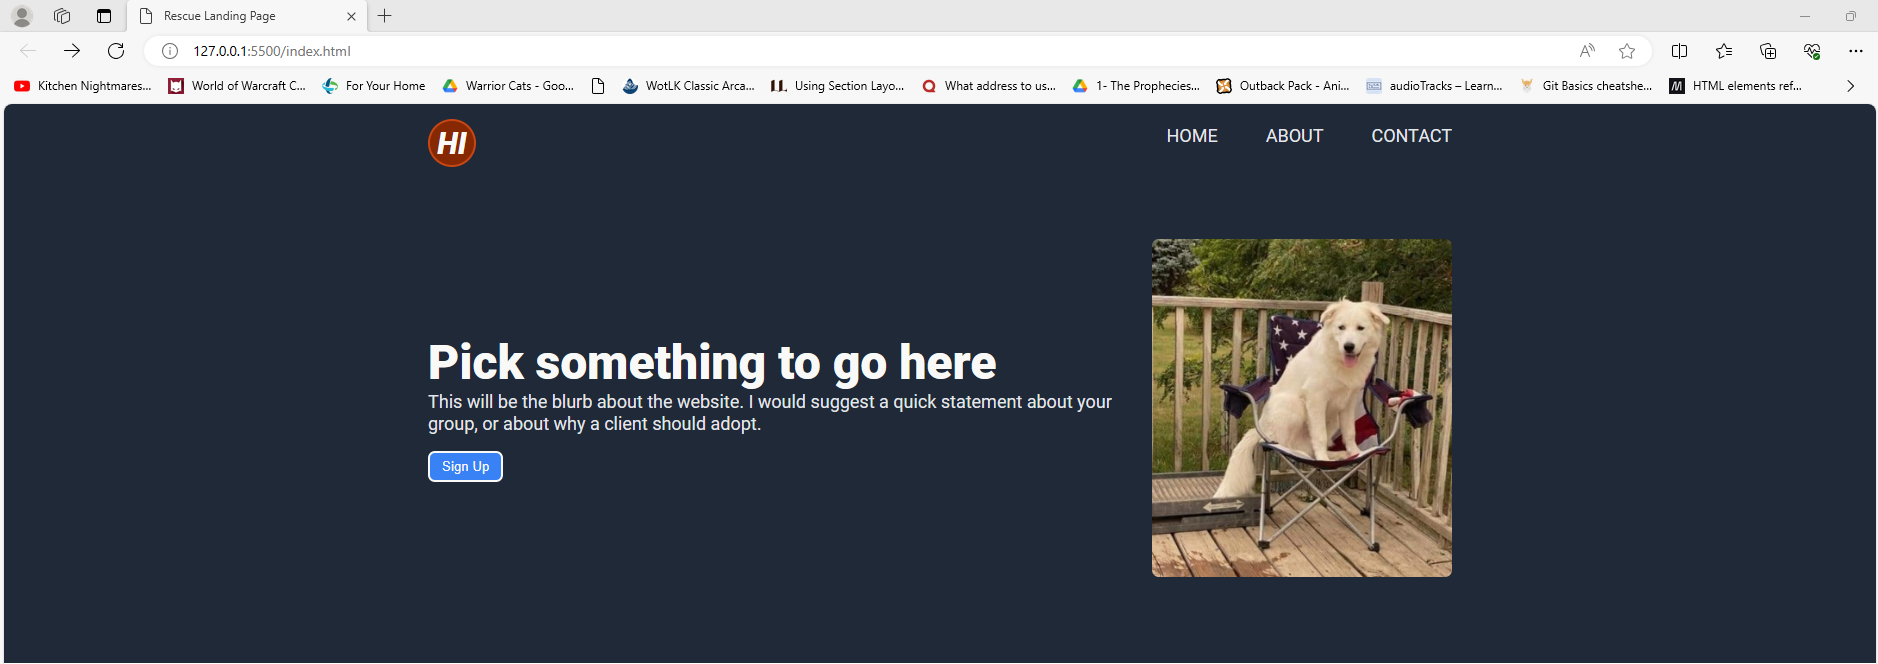 Rescue Landing Page
127.0.0.1:5500/index.html
Kitchen Nightmares... World of Warcraft C... For Your Home Warrior Cats - Goo... WotLK Classic Arca... Using Section Layo... What address to us... 1- The Prophecies... Outback Pack - Ani... audioTracks – Learn... Git Basics cheatshe... HTML elements ref...
HI HOME ABOUT CONTACT
Pick something to go here
This will be the blurb about the website. I would suggest a quick statement about your
group, or about why a client should adopt.
Sign Up